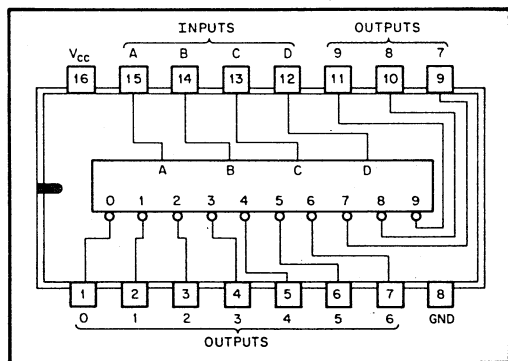 INPUTS OUTPUTS
VCC A B C D 9 8 7
16 15 14 13 12 11 10 9
A B C D
0 1 2 3 4 5 6 7 8 9
1 2 3 4 5 6 7 8
0 1 2 3 4 5 6 GND
OUTPUTS